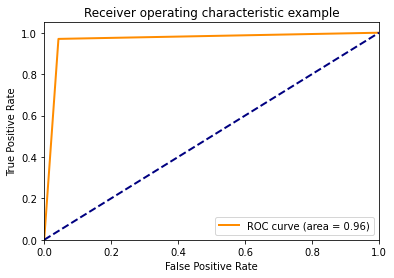 Receiver operating characteristic example
True Positive Rate
1.0
0.8
0.6
0.4
0.2
0.0
ROC curve (area = 0.96)
0.0 0.2 0.4 0.6 0.8 1.0
False Positive Rate